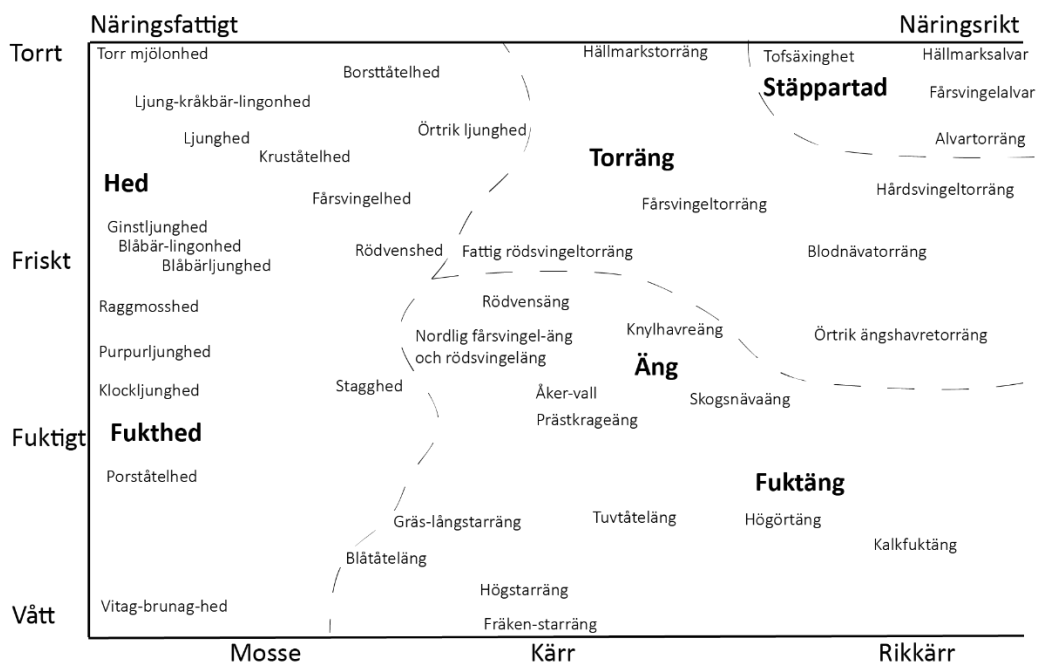 Näringsfattigt
Näringsrikt
Torrt
Torr mjölonhed
Hällmarkstorräng
Tofsäxinghet
Hällmarksalvar
Borsttåtelhed
Stäppartad
Fårsvingelalvar
Ljung-kråkbär-lingonhed
Örtrik ljunghed
Ljunghed
Alvartorräng
Kruståtelhed
Torräng
Hed
Fårsvingelhed
Fårsvingeltorräng
Hårdsvingeltorräng
Ginstljunghed
Blåbär-lingonhed
Rödvenshed
Fattig rödsvingeltorräng
Blodnävatorräng
Friskt
Blåbärljunghed
Raggmosshed
Rödvensäng
Knylhavreäng
Örtrik ängshavretorräng
Nordlig fårsvingel-äng
och rödsvingeläng
Purpurljunghed
Äng
Klockljunghed
Stagghed
Åker-vall
Skogsnävaäng
Prästkrageäng
Fuktigt
Fukthed
Porståtelhed
Fuktäng
Gräs-långstarräng
Tuvtåteläng
Högörtäng
Kalkfuktäng
Blåtåteläng
Högstarräng
Vått
Vitag-brunag-hed
Fräken-starräng
Mosse
Kärr
Rikkärr